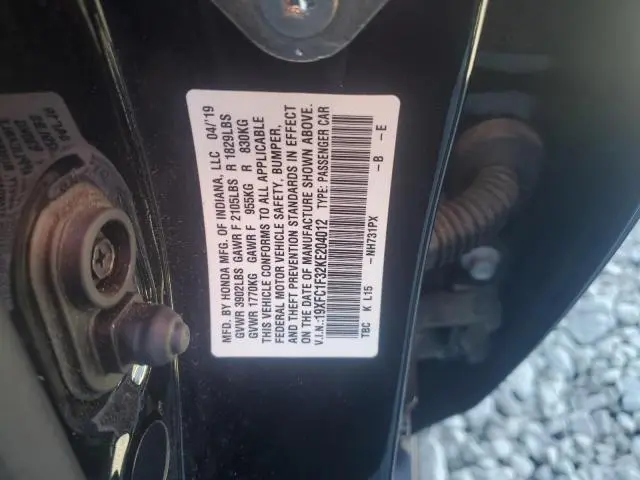 MFD. BY HONDA MFG. OF INDIANA, LLC 04/'19
GVWR 3902LBS GAWR F 2105LBS R 1829LBS
GVWR 1770KG GAWR F 955KG R 830KG
THIS VEHICLE CONFORMS TO ALL APPLICABLE
FEDERAL MOTOR VEHICLE SAFETY, BUMPER,
AND THEFT PREVENTION STANDARDS IN EFFECT
ON THE DATE OF MANUFACTURE SHOWN ABOVE.
V.I.N.:19XFC1F32KE204012 TYPE: PASSENGER CAR
TBC K L15 -NH731PX -B -E